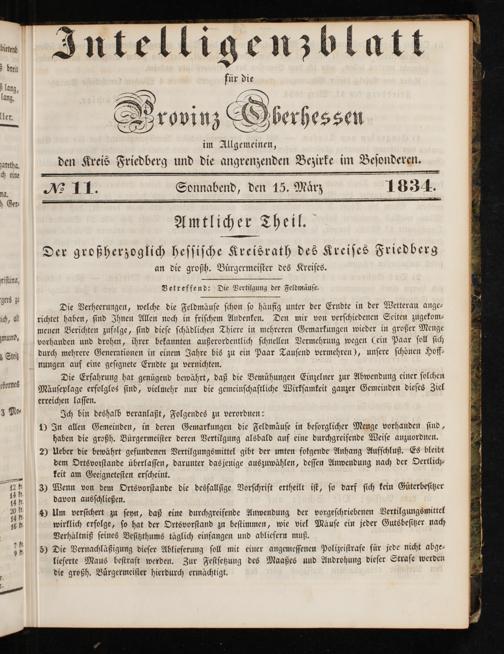 Intelligenzblatt
für die
Provinz Oberhessen
im Allgemeinen,
den Kreis Friedberg und die angrenzenden Bezirke im Besonderen.
№ 11. Sonnabend, den 15. März 1834.
Amtlicher Theil.
Der großherzoglich hessische Kreisrath des Kreises Friedberg
an die großh. Bürgermeister des Kreises.
Betreffend: Die Vertilgung der Feldmäuse.
Die Verheerungen, welche die Feldmäuse schon so häufig unter der Erndte in der Wetterau ange-
richtet haben, sind Ihnen Allen noch in frischem Andenken. Den mir von verschiedenen Seiten zugekom-
menen Berichten zufolge, sind diese schädlichen Thiere in mehreren Gemarkungen wieder in großer Menge
vorhanden und drohen, ihrer bekannten außerordentlich schnellen Vermehrung wegen (ein Paar soll sich
durch mehrere Generationen in einem Jahre bis zu ein Paar Tausend vermehren), unsere schönen Hoff-
nungen auf eine gesegnete Erndte zu vernichten.
Die Erfahrung hat genügend bewährt, daß die Bemühungen Einzelner zur Abwendung einer solchen
Mäuseplage erfolglos sind, vielmehr nur die gemeinschaftliche Wirksamkeit ganzer Gemeinden dieses Ziel
erreichen lassen.
Ich bin deshalb veranlaßt, Folgendes zu verordnen:
1) In allen Gemeinden, in deren Gemarkungen die Feldmäuse in besorglicher Menge vorhanden sind,
haben die großh. Bürgermeister deren Vertilgung alsbald auf eine durchgreifende Weise anzuordnen.
2) Ueber die bewährt gefundenen Vertilgungsmittel gibt der unten folgende Anhang Aufschluß. Es bleibt
dem Ortsvorstande überlassen, darunter dasjenige auszuwählen, dessen Anwendung nach der Oertlich-
keit am Geeignetesten erscheint.
3) Wenn von dem Ortsvorstande die desfallsige Vorschrift ertheilt ist, so darf sich kein Güterbesitzer
davon ausschließen.
4) Um versichert zu seyn, daß eine durchgreifende Anwendung der vorgeschriebenen Vertilgungsmittel
wirklich erfolge, so hat der Ortsvorstand zu bestimmen, wie viel Mäuse ein jeder Gutsbesitzer nach
Verhältniß seines Besitzthums täglich einfangen und abliefern muß.
5) Die Vernachläßigung dieser Ablieferung soll mit einer angemessenen Polizeistrafe für jede nicht abge-
lieferte Maus bestraft werden. Zur Festsetzung des Maaßes und Androhung dieser Strafe werden
die großh. Bürgermeister hierdurch ermächtigt.